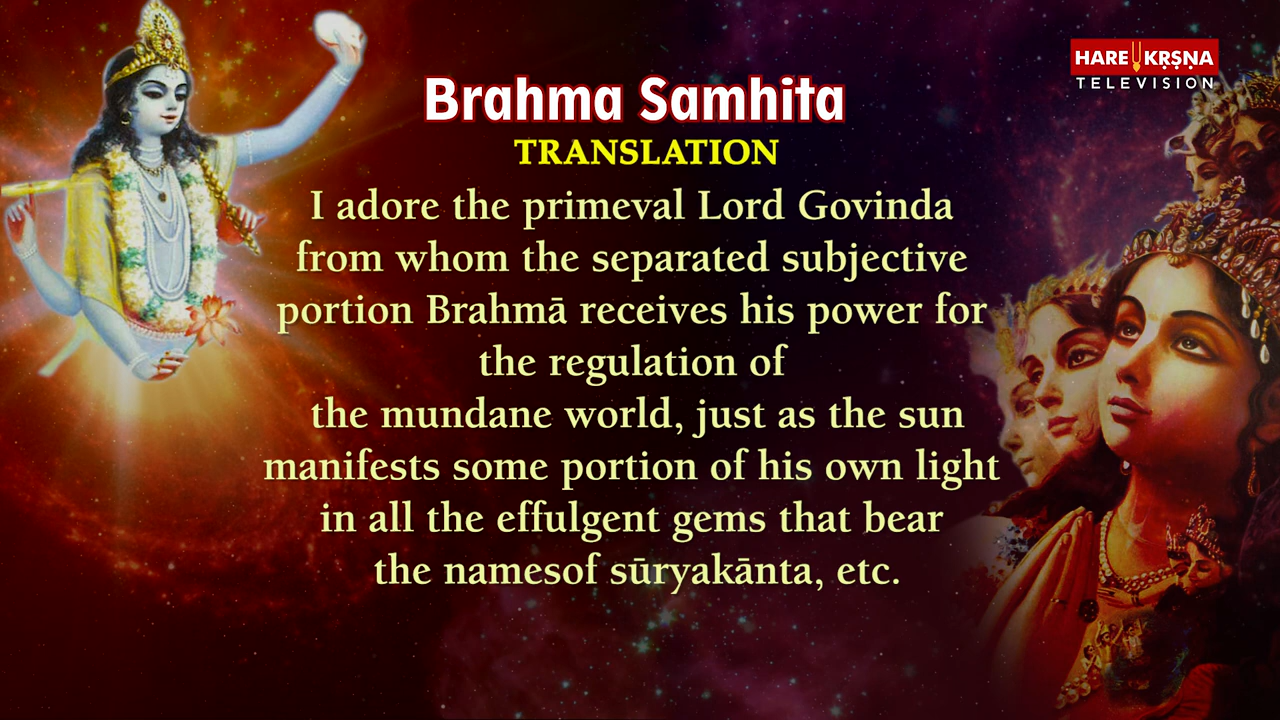 HARE KṚṢṆA
TELEVISION
Brahma Samhita
TRANSLATION
I adore the primeval Lord Govinda
from whom the separated subjective
portion Brahmā receives his power for
the regulation of
the mundane world, just as the sun
manifests some portion of his own light
in all the effulgent gems that bear
the namesof sūryakānta, etc.